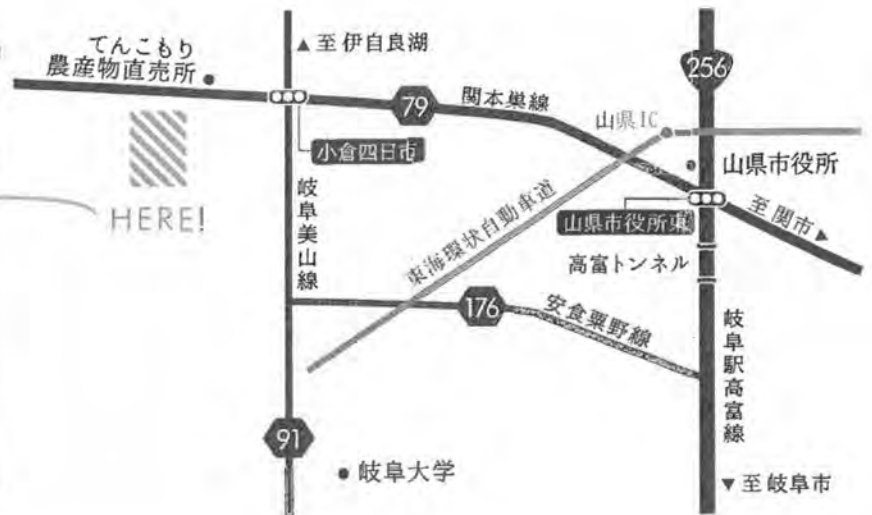 ▲至伊自良湖
てんこもり
農産物直売所
256
79
関本巣線
山県IC
小倉四日市
山県市役所
HERE!
岐阜美山線
東海環状自動車道
山県市役所東
至関市▲
高富トンネル
176
安食粟野線
岐阜駅高富線
91
岐阜大学
▼至岐阜市